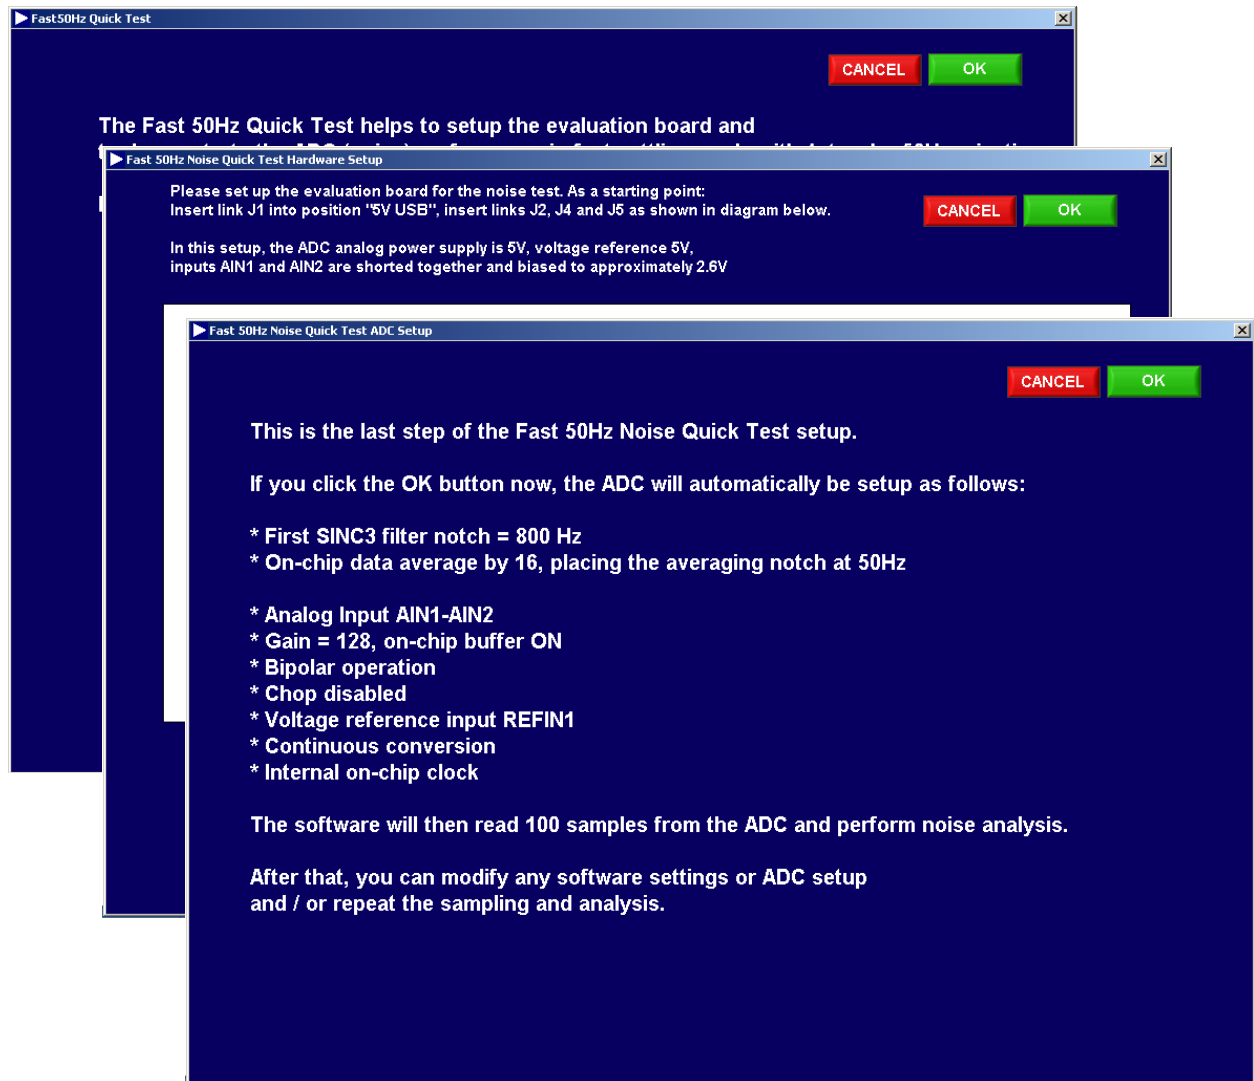 Fast50Hz Quick Test
CANCEL OK
The Fast 50Hz Quick Test helps to setup the evaluation board and
Fast 50Hz Noise Quick Test Hardware Setup
Please set up the evaluation board for the noise test. As a starting point:
Insert link J1 into position "5V USB", insert links J2, J4 and J5 as shown in diagram below.
CANCEL OK
In this setup, the ADC analog power supply is 5V, voltage reference 5V,
inputs AIN1 and AIN2 are shorted together and biased to approximately 2.6V
Fast 50Hz Noise Quick Test ADC Setup
CANCEL OK
This is the last step of the Fast 50Hz Noise Quick Test setup.
If you click the OK button now, the ADC will automatically be setup as follows:
* First SINC3 filter notch = 800 Hz
* On-chip data average by 16, placing the averaging notch at 50Hz
* Analog Input AIN1-AIN2
* Gain = 128, on-chip buffer ON
* Bipolar operation
* Chop disabled
* Voltage reference input REFIN1
* Continuous conversion
* Internal on-chip clock
The software will then read 100 samples from the ADC and perform noise analysis.
After that, you can modify any software settings or ADC setup
and / or repeat the sampling and analysis.